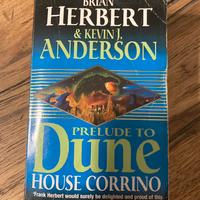 BRIAN
HERBERT
& KEVIN J.
ANDERSON
PRELUDE TO
Dune
HOUSE CORRINO
'Frank Herbert would surely be delighted and proud of this